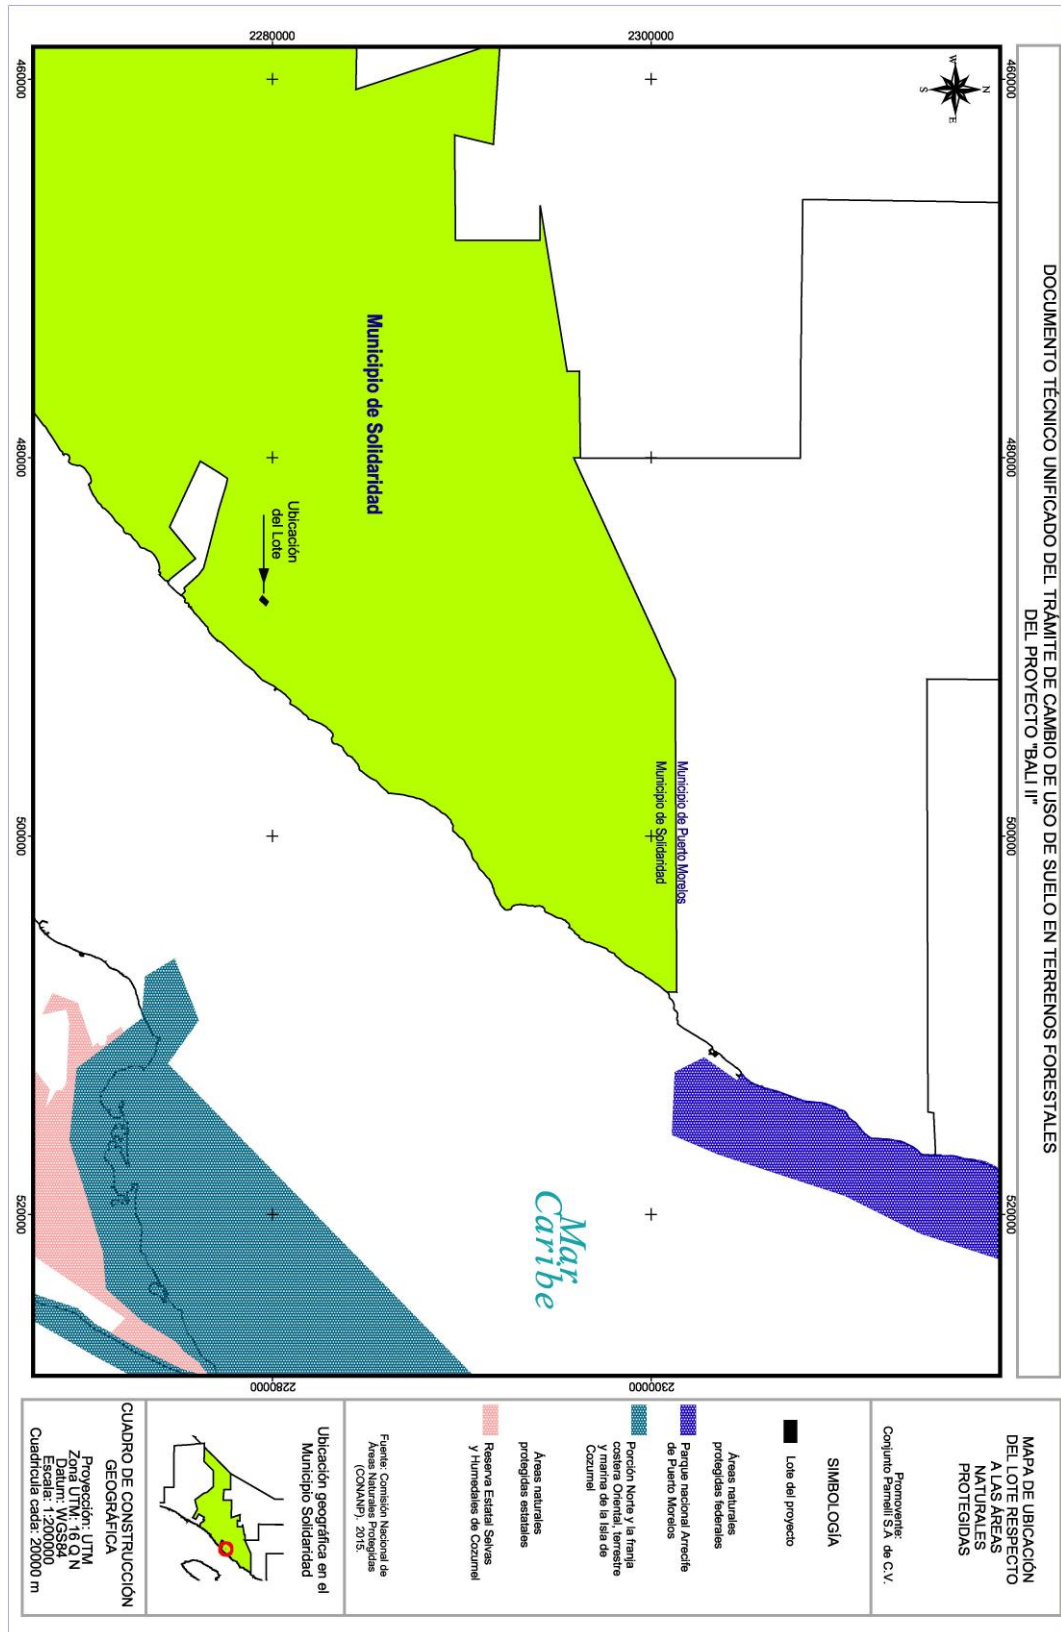 DOCUMENTO TÉCNICO UNIFICADO DEL TRÁMITE DE CAMBIO DE USO DE SUELO EN TERRENOS FORESTALES
DEL PROYECTO "BALI II"
460000
480000
500000
520000
2300000
2280000
N
W
E
S
Municipio de Solidaridad
Ubicación
del Lote
Municipio de Puerto Morelos
Municipio de Solidaridad
Mar
Caribe
2300000
2280000
460000
480000
500000
520000
MAPA DE UBICACIÓN
DEL LOTE RESPECTO
A LAS ÁREAS
NATURALES
PROTEGIDAS
Promovente:
Conjunto Parnelli S.A. de C.V.
SIMBOLOGÍA
Lote del proyecto
Áreas naturales
protegidas federales
Parque nacional Arrecife
de Puerto Morelos
Porción Norte y la franja
costera Oriental, terrestre
y marina de la Isla de
Cozumel
Áreas naturales
protegidas estatales
Reserva Estatal Selvas
y Humedales de Cozumel
Fuente: Comisión Nacional de
Áreas Naturales Protegidas
(CONANP). 2015.
Ubicación geográfica en el
Municipio Solidaridad
CUADRO DE CONSTRUCCIÓN
GEOGRÁFICA
Proyección: UTM
Zona UTM: 16 Q N
Datum: WGS84
Escala: 1:200000
Cuadrícula cada: 20000 m